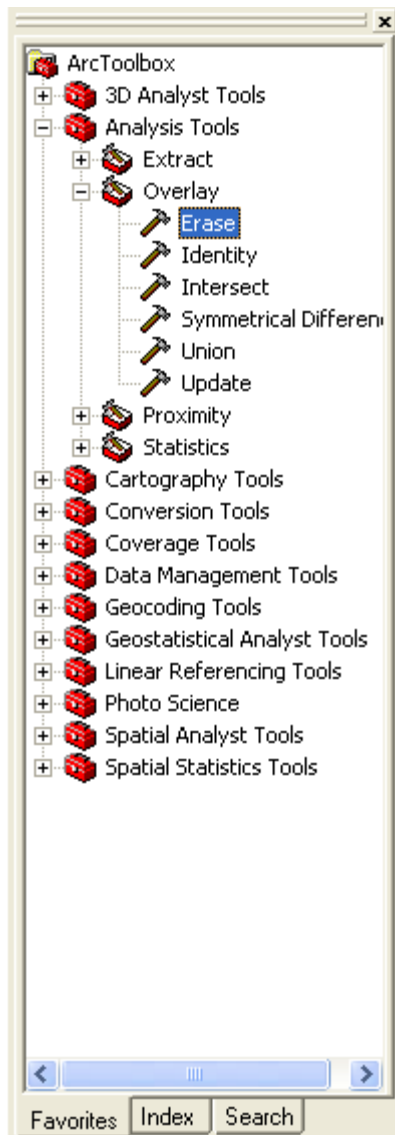 ArcToolbox
3D Analyst Tools
Analysis Tools
Extract
Overlay
Erase
Identity
Intersect
Symmetrical Differen
Union
Update
Proximity
Statistics
Cartography Tools
Conversion Tools
Coverage Tools
Data Management Tools
Geocoding Tools
Geostatistical Analyst Tools
Linear Referencing Tools
Photo Science
Spatial Analyst Tools
Spatial Statistics Tools
Favorites Index Search